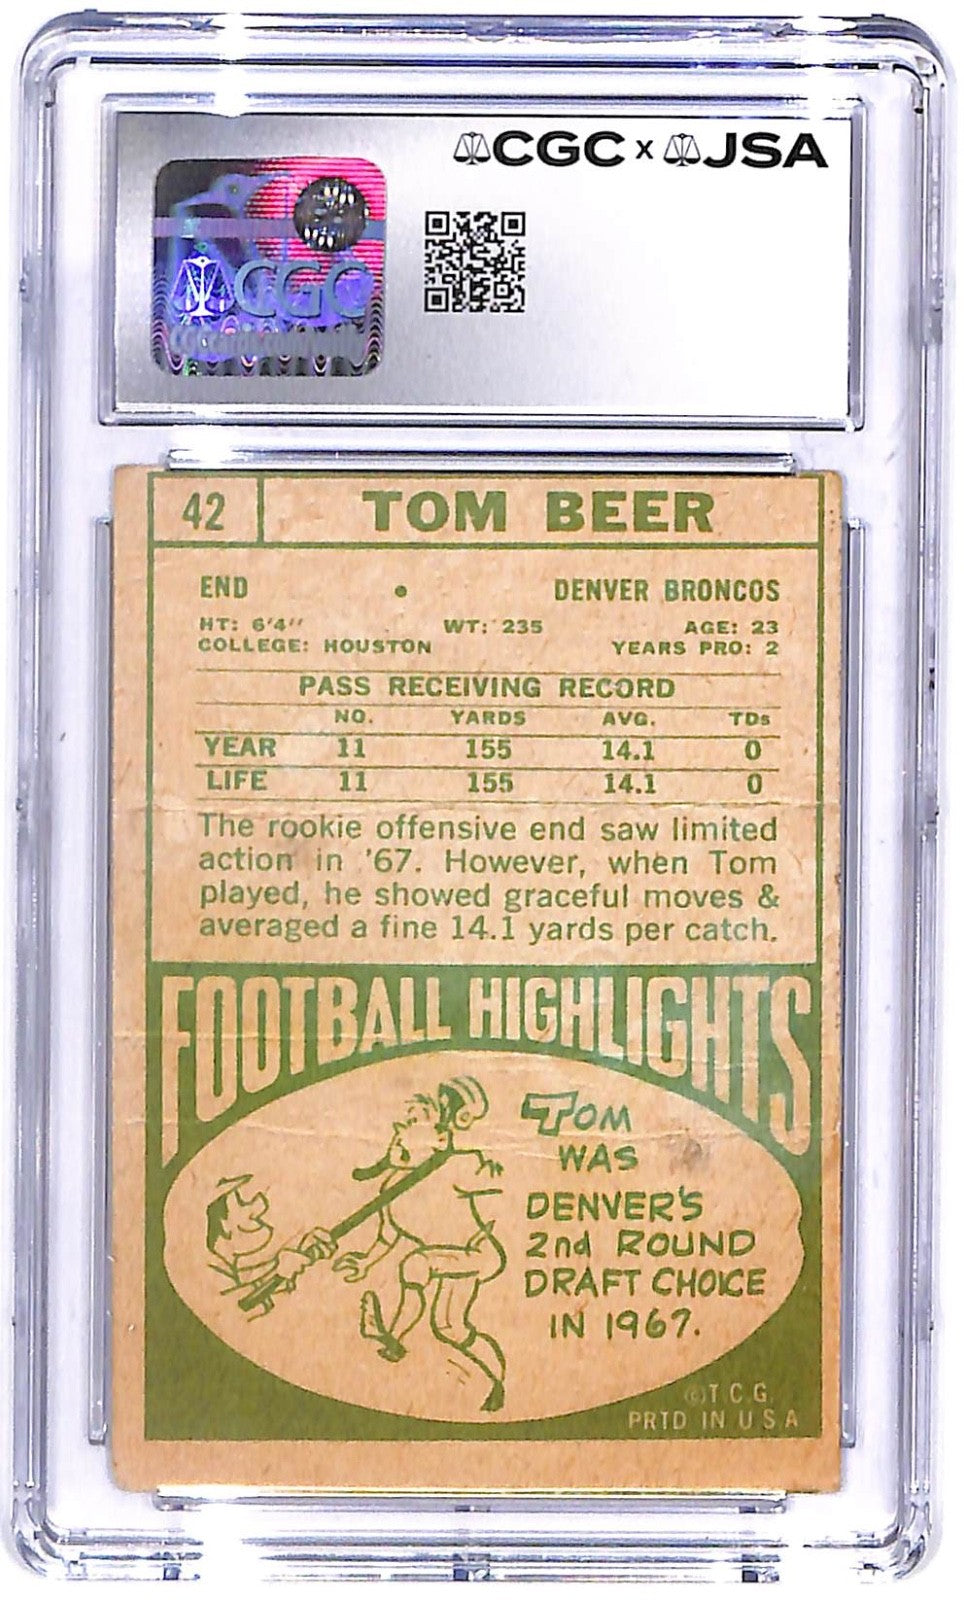 CGC x JSA
CGC
42 TOM BEER
END • DENVER BRONCOS
HT: 6'4" WT: 235 AGE: 23
COLLEGE: HOUSTON YEARS PRO: 2
PASS RECEIVING RECORD
NO. YARDS AVG. TDs
YEAR 11 155 14.1 0
LIFE 11 155 14.1 0
The rookie offensive end saw limited
action in '67. However, when Tom
played, he showed graceful moves &
averaged a fine 14.1 yards per catch.
FOOTBALL HIGHLIGHTS
TOM
WAS
DENVER'S
2nd ROUND
DRAFT CHOICE
IN 1967.
©T.C.G.
PRTD IN U S A